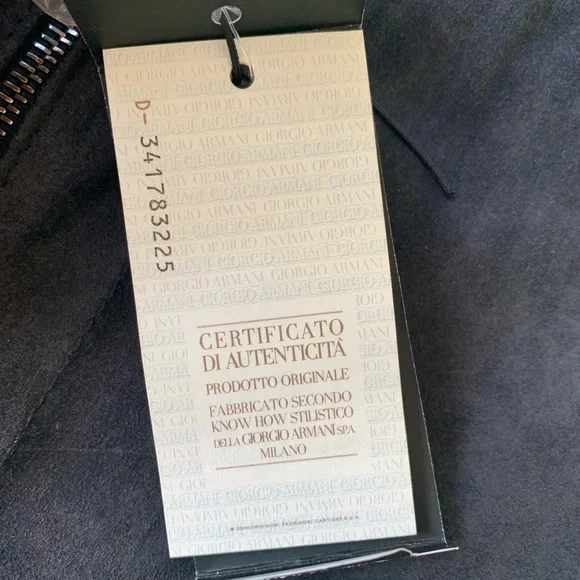 D-341783225
CERTIFICATO
DI AUTENTICITÀ
PRODOTTO ORIGINALE
FABBRICATO SECONDO
KNOW HOW STILISTICO
DELLA GIORGIO ARMANI S.P.A.
MILANO